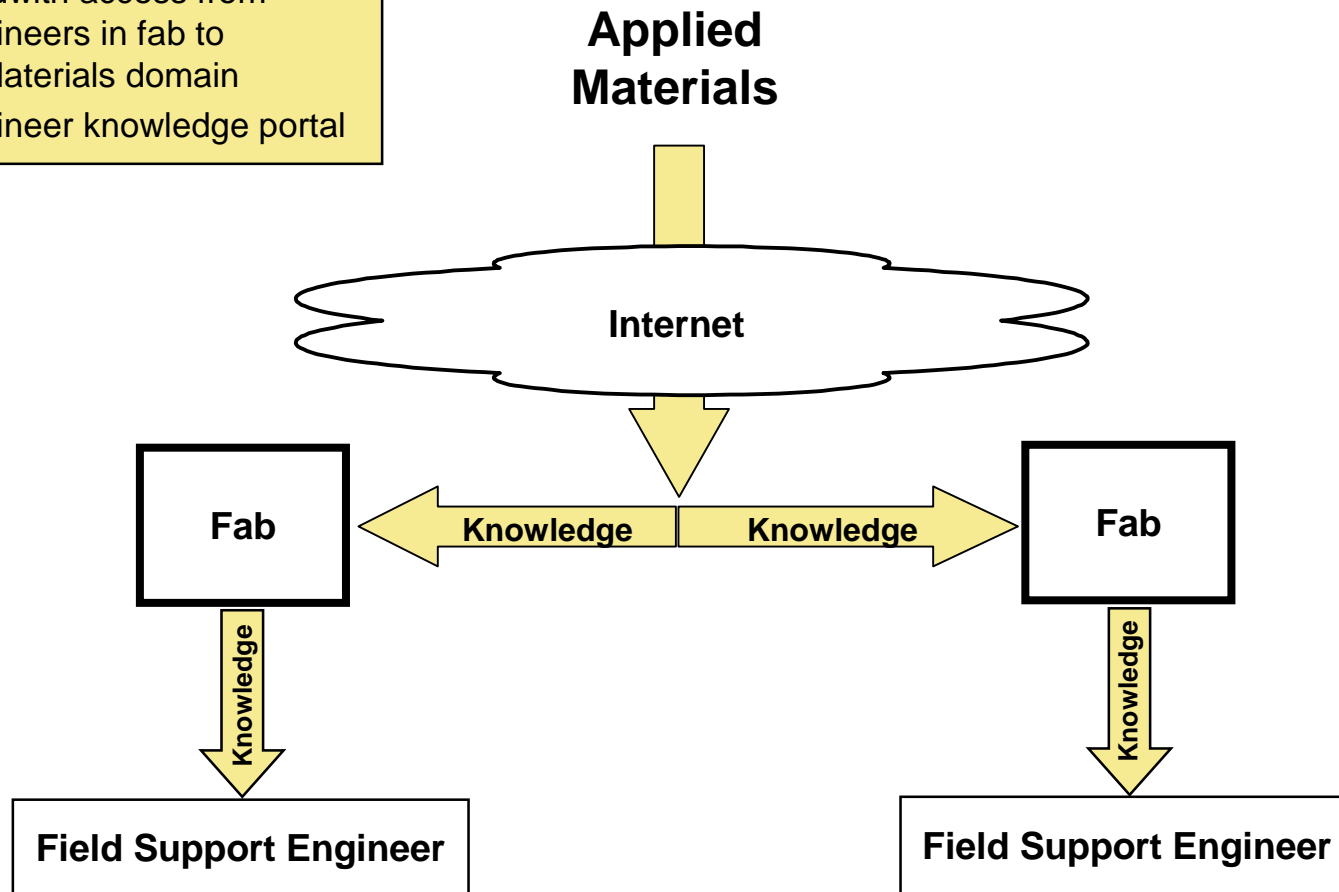 access from
in fab to
domain
knowledge portal
Applied
Materials
Internet
Fab
Knowledge
Knowledge
Fab
Knowledge
Knowledge
Field Support Engineer
Field Support Engineer